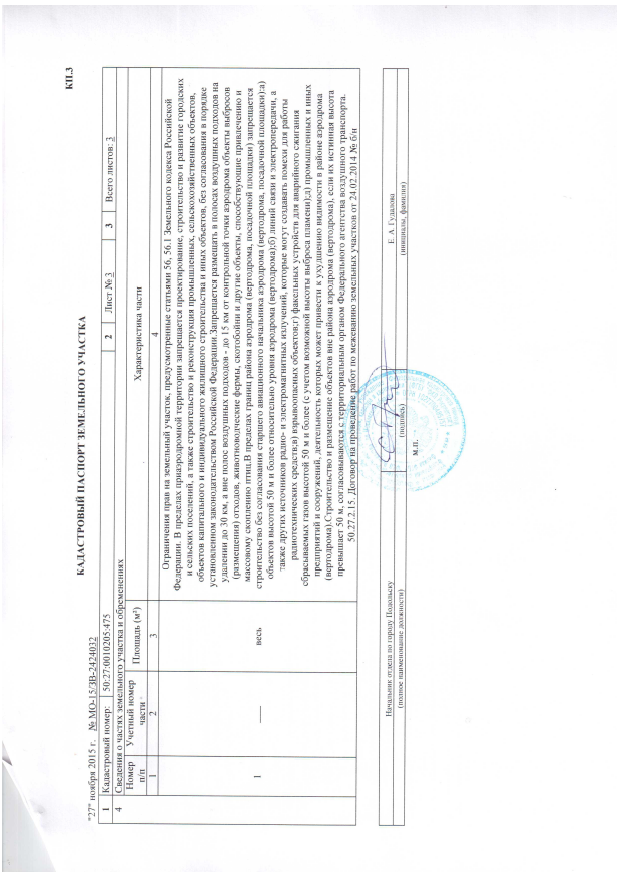 КП.3
КАДАСТРОВЫЙ ПАСПОРТ ЗЕМЕЛЬНОГО УЧАСТКА
"27" ноября 2015 г. № МО-15/ЗВ-2424032
1 Кадастровый номер: 50:27:0010205:475 2 Лист № 3 3 Всего листов: 3
4 Сведения о частях земельного участка и обременениях
Номер п/п Учетный номер части Площадь (м²) Характеристика части
1 2 3 4
1 — весь
Ограничения прав на земельный участок, предусмотренные статьями 56, 56.1 Земельного кодекса Российской
Федерации. В пределах приаэродромной территории запрещается проектирование, строительство и развитие городских
и сельских поселений, а также строительство и реконструкция промышленных, сельскохозяйственных объектов,
объектов капитального и индивидуального жилищного строительства и иных объектов, без согласования в порядке
установленном законодательством Российской Федерации.Запрещается размещать в полосах воздушных подходов на
удалении до 30 км, а вне полос воздушных подходов - до 15 км от контрольной точки аэродрома объекты выбросов
(размещения) отходов, животноводческие фермы, скотобойни и другие объекты, способствующие привлечению и
массовому скоплению птиц.В пределах границ района аэродрома (вертодрома, посадочной площадки) запрещается
строительство без согласования старшего авиационного начальника аэродрома (вертодрома, посадочной площадки):а)
объектов высотой 50 м и более относительно уровня аэродрома (вертодрома);б) линий связи и электропередачи, а
также других источников радио- и электромагнитных излучений, которые могут создавать помехи для работы
радиотехнических средств;в) взрывоопасных объектов;г) факельных устройств для аварийного сжигания
сбрасываемых газов высотой 50 м и более (с учетом возможной высоты выброса пламени);д) промышленных и иных
предприятий и сооружений, деятельность которых может привести к ухудшению видимости в районе аэродрома
(вертодрома).Строительство и размещение объектов вне района аэродрома (вертодрома), если их истинная высота
превышает 50 м, согласовываются с территориальным органом Федерального агентства воздушного транспорта.
50.27.2.15. Договор на проведение работ по межеванию земельных участков от 24.02.2014 № б/н
Начальник отдела по городу Подольску Е. А. Гудалова
(полное наименование должности) (подпись) (инициалы, фамилия)
М.П.